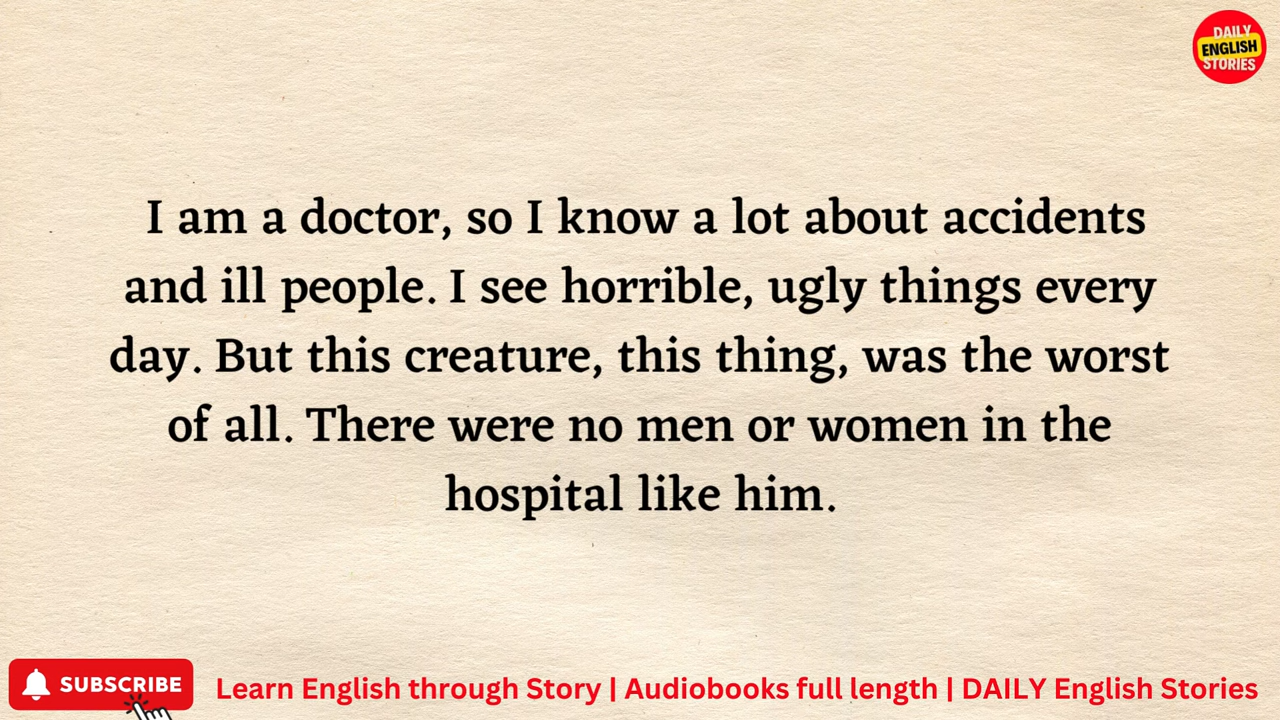 DAILY
ENGLISH
STORIES
I am a doctor, so I know a lot about accidents
and ill people. I see horrible, ugly things every
day. But this creature, this thing, was the worst
of all. There were no men or women in the
hospital like him.
SUBSCRIBE
Learn English through Story | Audiobooks full length | DAILY English Stories